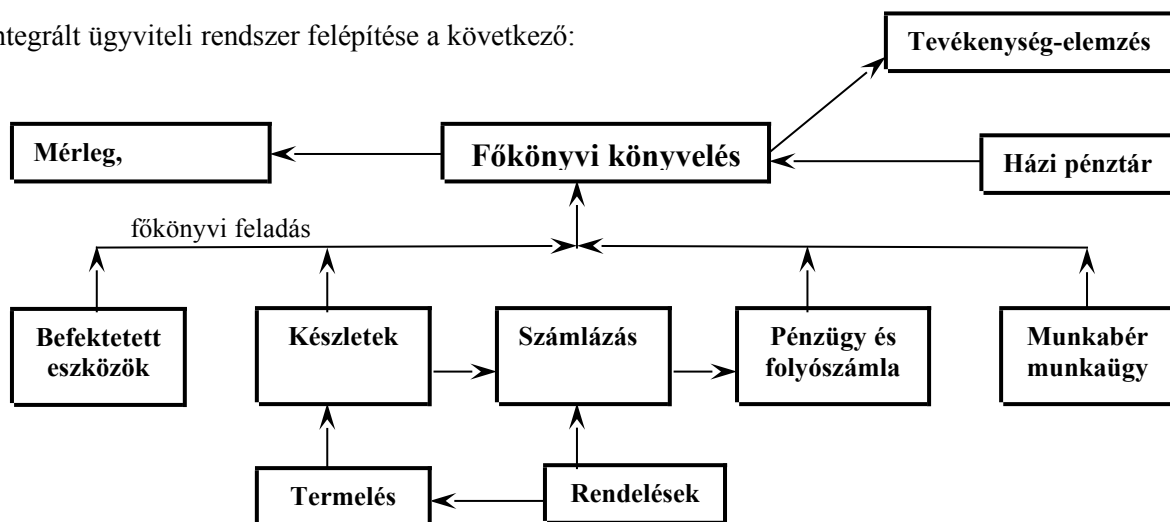 ntegrált ügyviteli rendszer felépítése a következő:
Tevékenység-elemzés
Mérleg,
Főkönyvi könyvelés
Házi pénztár
főkönyvi feladás
Befektetett
eszközök
Készletek
Számlázás
Pénzügy és
folyószámla
Munkabér
munkaügy
Termelés
Rendelések